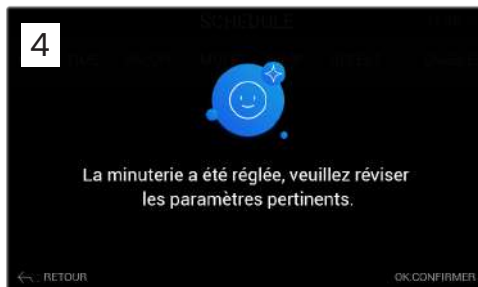 SCHEDULE
4
La minuterie a été réglée, veuillez réviser
les paramètres pertinents.
: RETOUR
OK:CONFIRMER